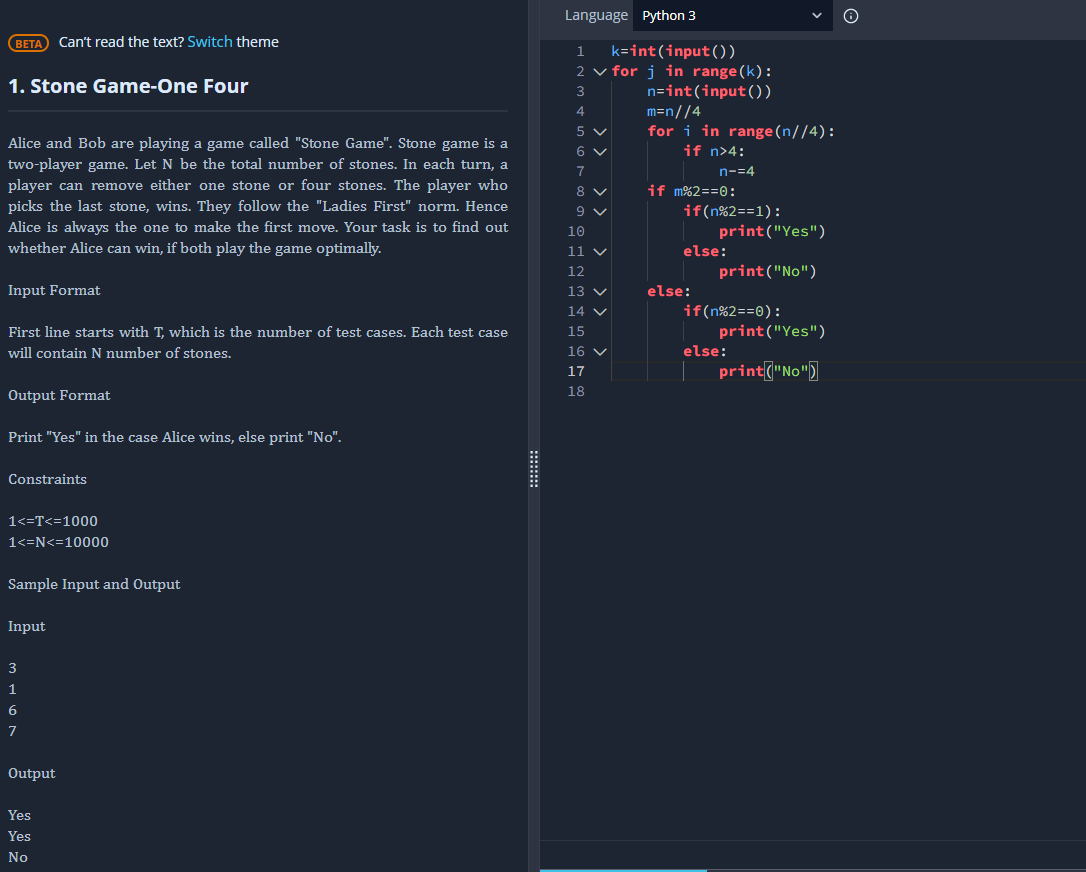 BETA Can't read the text? Switch theme
1. Stone Game-One Four
Alice and Bob are playing a game called "Stone Game". Stone game is a
two-player game. Let N be the total number of stones. In each turn, a
player can remove either one stone or four stones. The player who
picks the last stone, wins. They follow the "Ladies First" norm. Hence
Alice is always the one to make the first move. Your task is to find out
whether Alice can win, if both play the game optimally.
Input Format
First line starts with T, which is the number of test cases. Each test case
will contain N number of stones.
Output Format
Print "Yes" in the case Alice wins, else print "No".
Constraints
1<=T<=1000
1<=N<=10000
Sample Input and Output
Input
3
1
6
7
Output
Yes
Yes
No
Language Python 3
1 k=int(input())
2 for j in range(k):
3     n=int(input())
4     m=n//4
5     for i in range(n//4):
6         if n>4:
7             n-=4
8     if m%2==0:
9         if(n%2==1):
10             print("Yes")
11         else:
12             print("No")
13     else:
14         if(n%2==0):
15             print("Yes")
16         else:
17             print("No")
18